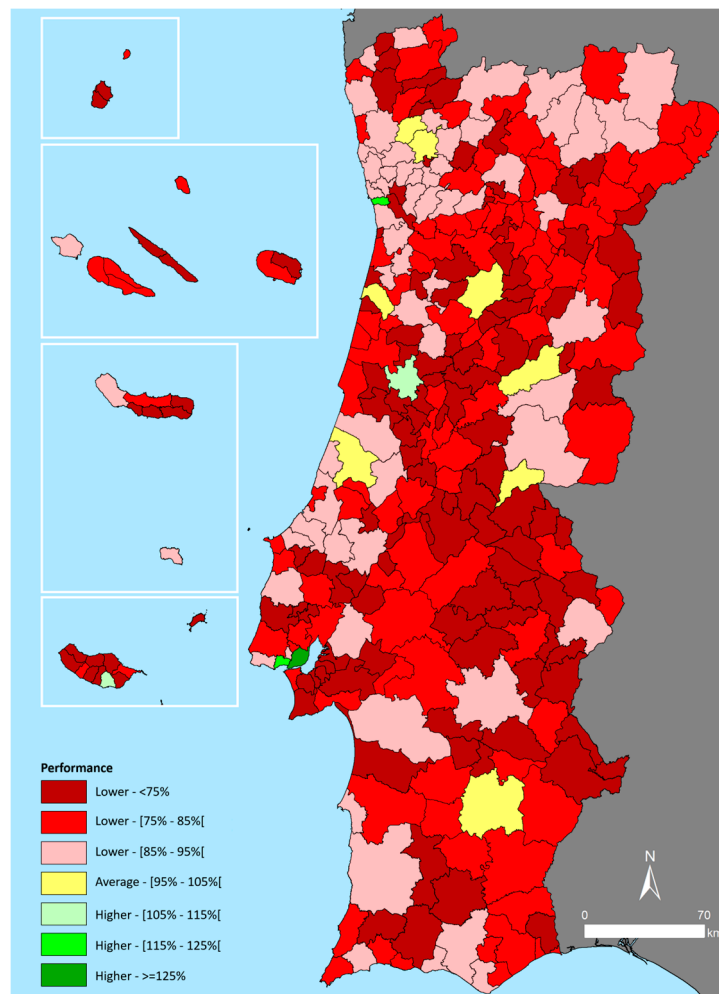 Performance
Lower - <75%
Lower - [75% - 85%[
Lower - [85% - 95%[
Average - [95% - 105%[
Higher - [105% - 115%[
Higher - [115% - 125%[
Higher - >=125%
N
0 70
km